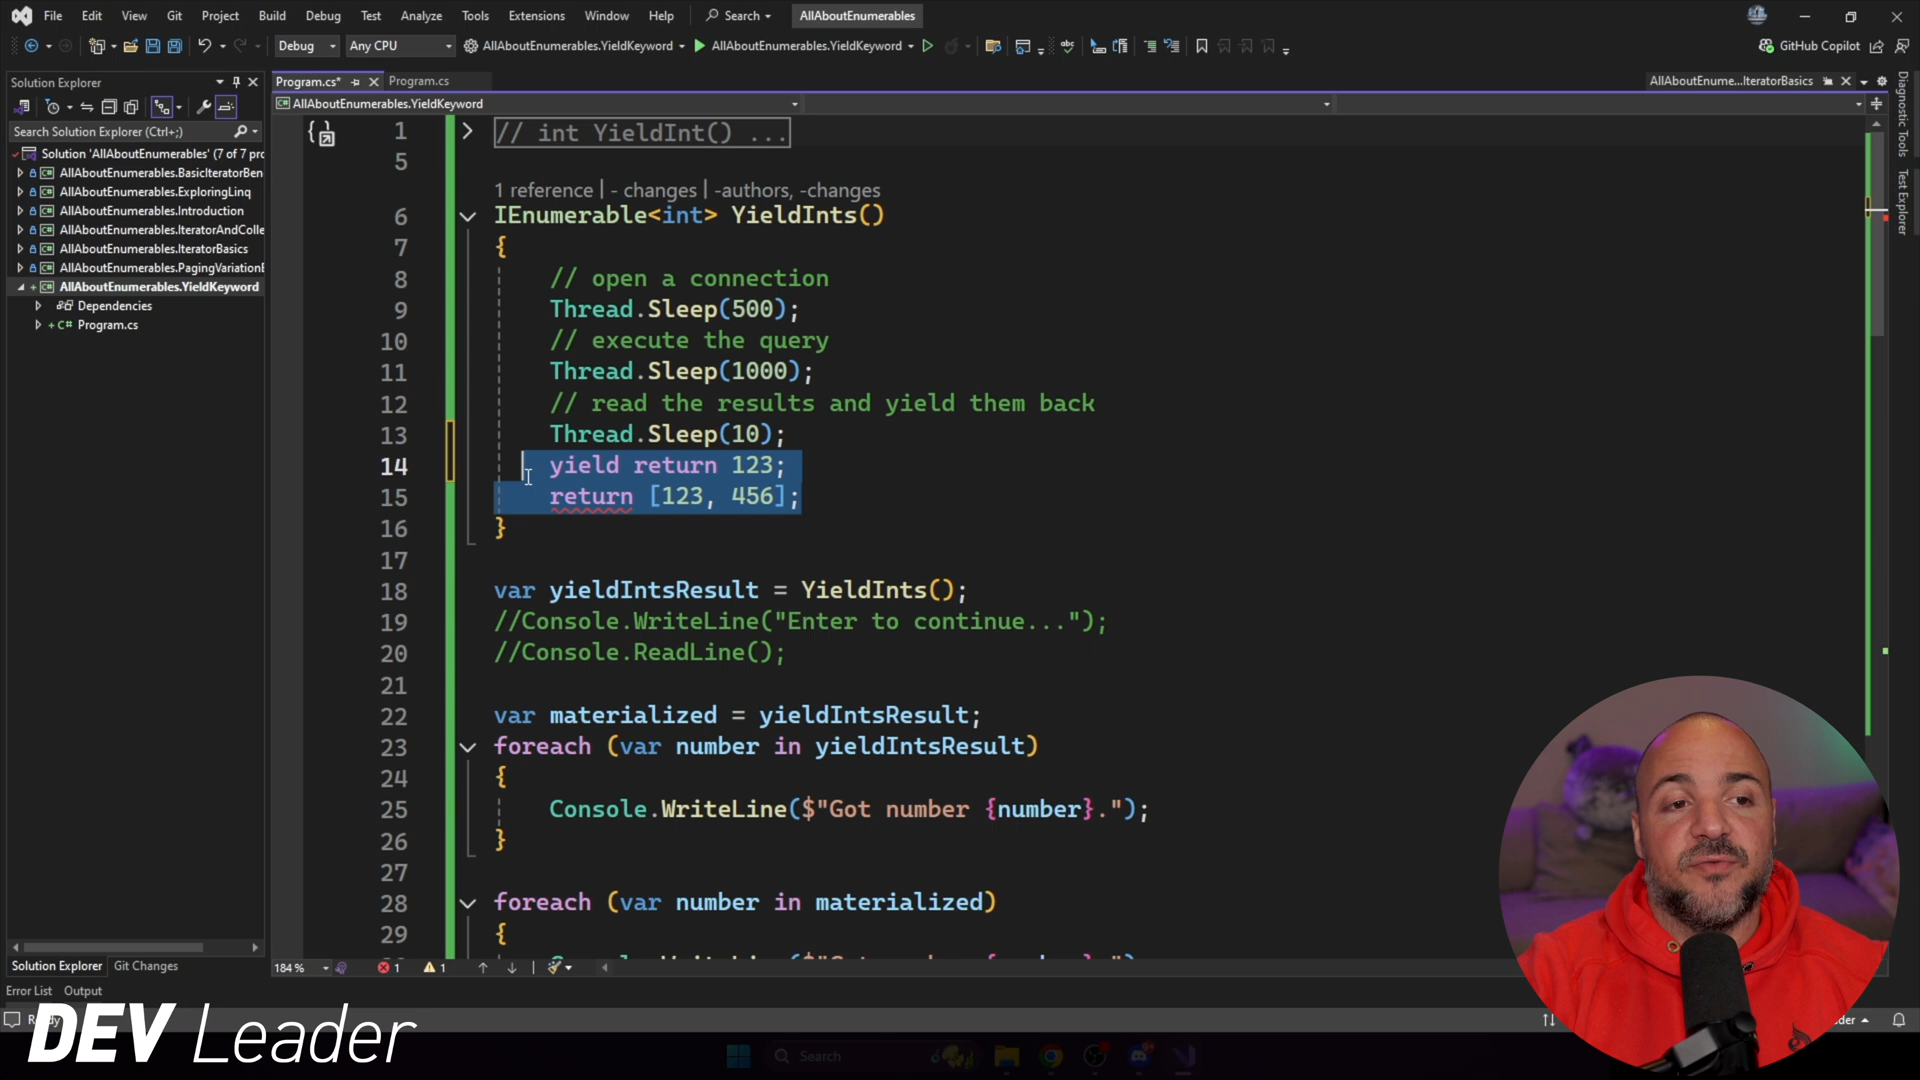 File Edit View Git Project Build Debug Test Analyze Tools Extensions Window Help Search AllAboutEnumerables
Debug Any CPU AllAboutEnumerables.YieldKeyword AllAboutEnumerables.YieldKeyword GitHub Copilot
Solution Explorer
Program.cs* Program.cs AllAboutEnume...IteratorBasics
AllAboutEnumerables.YieldKeyword
Search Solution Explorer (Ctrl+;)
Solution 'AllAboutEnumerables' (7 of 7 pro
AllAboutEnumerables.BasicIteratorBen
AllAboutEnumerables.ExploringLinq
AllAboutEnumerables.Introduction
AllAboutEnumerables.IteratorAndColle
AllAboutEnumerables.IteratorBasics
AllAboutEnumerables.PagingVariationE
AllAboutEnumerables.YieldKeyword
Dependencies
C# Program.cs
1 // int YieldInt() ...
5
1 reference | - changes | -authors, -changes
6 IEnumerable<int> YieldInts()
7 {
8 // open a connection
9 Thread.Sleep(500);
10 // execute the query
11 Thread.Sleep(1000);
12 // read the results and yield them back
13 Thread.Sleep(10);
14 yield return 123;
15 return [123, 456];
16 }
17
18 var yieldIntsResult = YieldInts();
19 //Console.WriteLine("Enter to continue...");
20 //Console.ReadLine();
21
22 var materialized = yieldIntsResult;
23 foreach (var number in yieldIntsResult)
24 {
25 Console.WriteLine($"Got number {number}.");
26 }
27
28 foreach (var number in materialized)
29 {
Diagnostic Tools
Test Explorer
184 % 1 1
Solution Explorer Git Changes
Error List Output
DEV Leader
Search